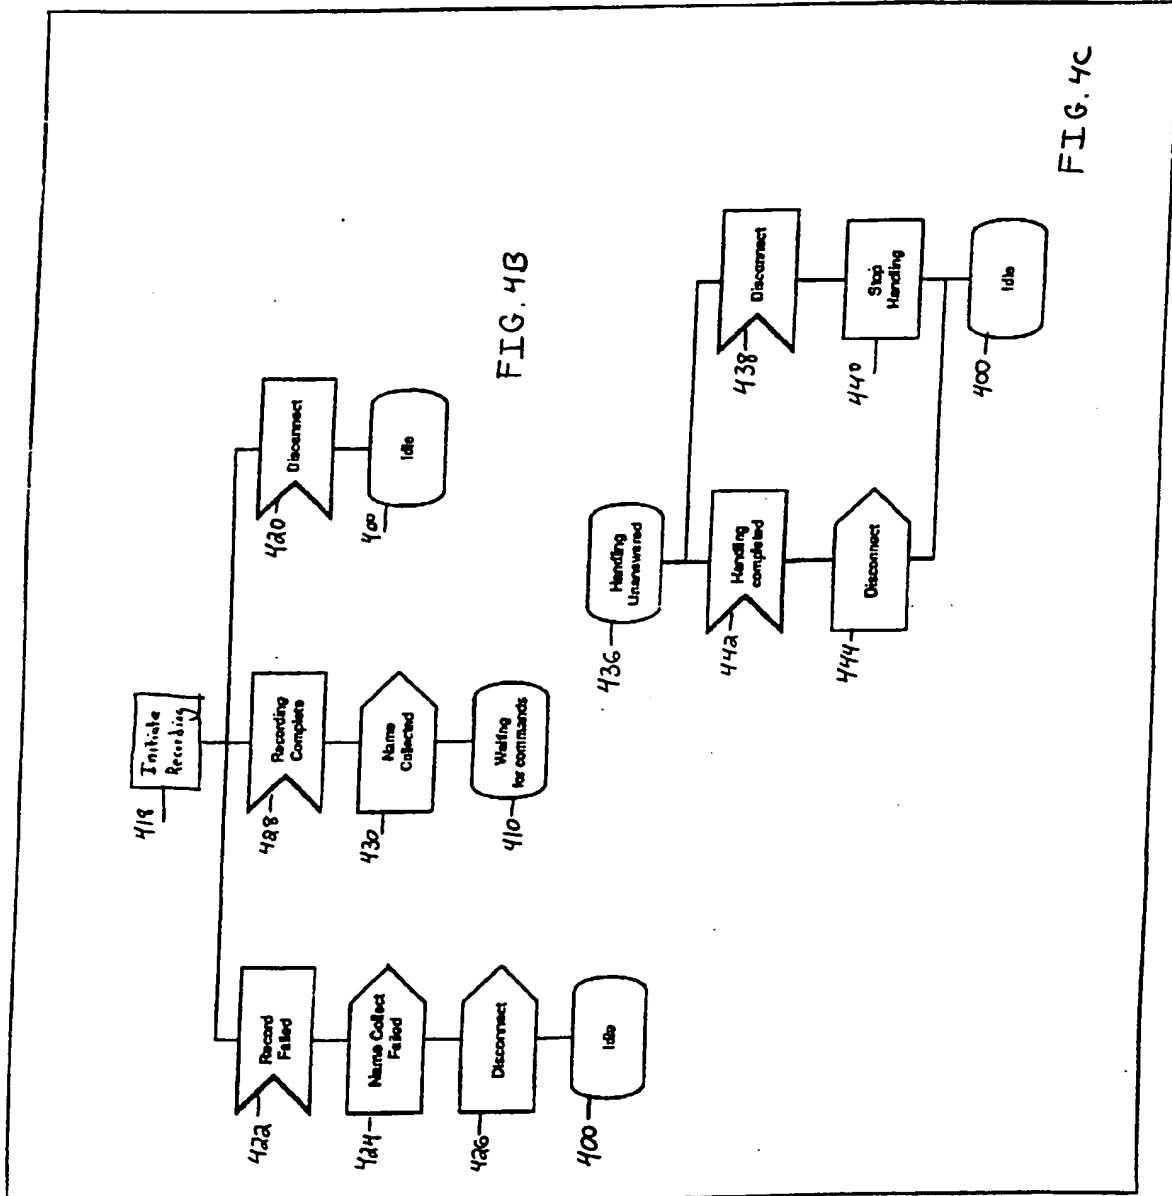 418
Initiate
Recording
422
Record
Failed
424
Name Collect
Failed
426
Disconnect
400
Idle
428
Recording
Complete
430
Name
Collected
410
Waiting
for commands
420
Disconnect
400
Idle
FIG. 4B
436
Handling
Unanswered
442
Handling
completed
444
Disconnect
438
Disconnect
440
Stop
Handling
400
Idle
FIG. 4C